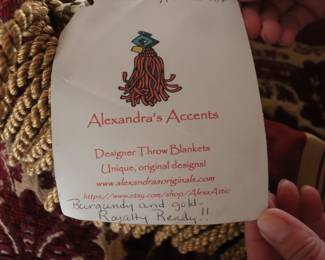 Alexandra's Accents
Designer Throw Blankets
Unique, original designs!
www.alexandrasoriginals.com
https://www.etsy.com/shop/AlexsAttic
Burgundy and gold-
Royalty Ready!!